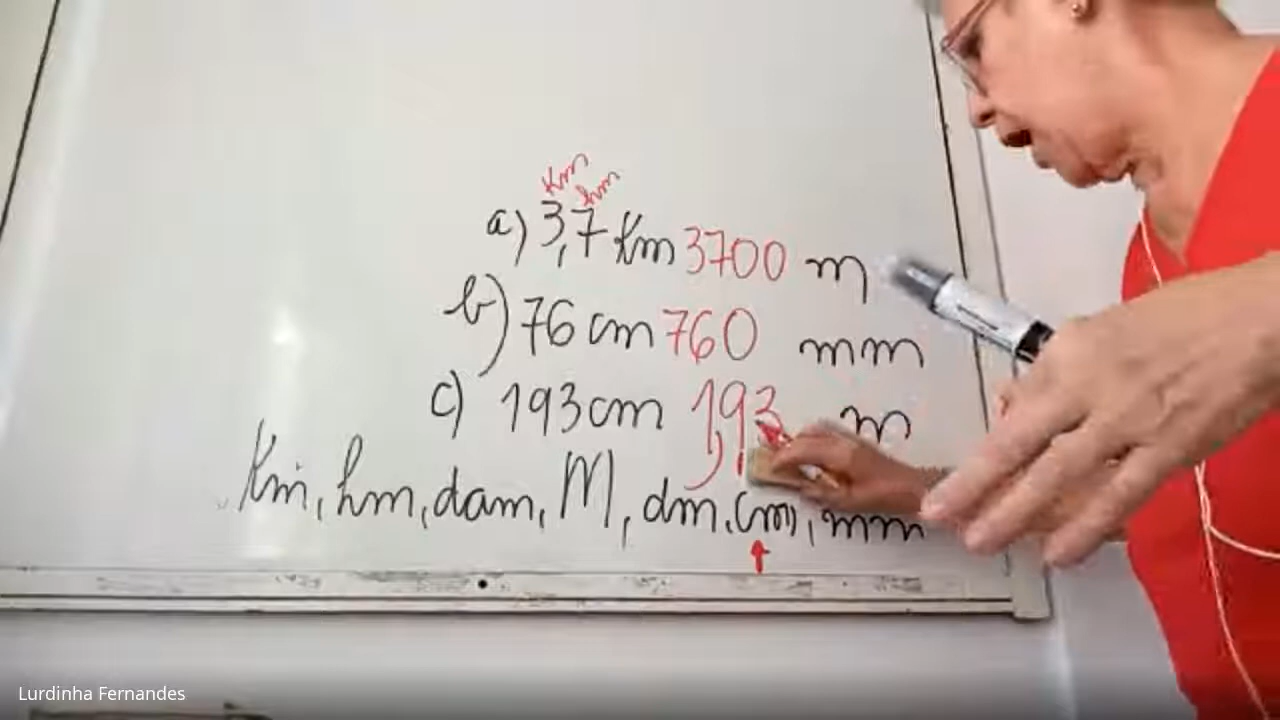 Km
hm
a) 3,7 Km 3700 m
b) 76 cm 760 mm
c) 193 cm 1,93 m
Km, hm, dam, M, dm, cm, mm
Lurdinha Fernandes